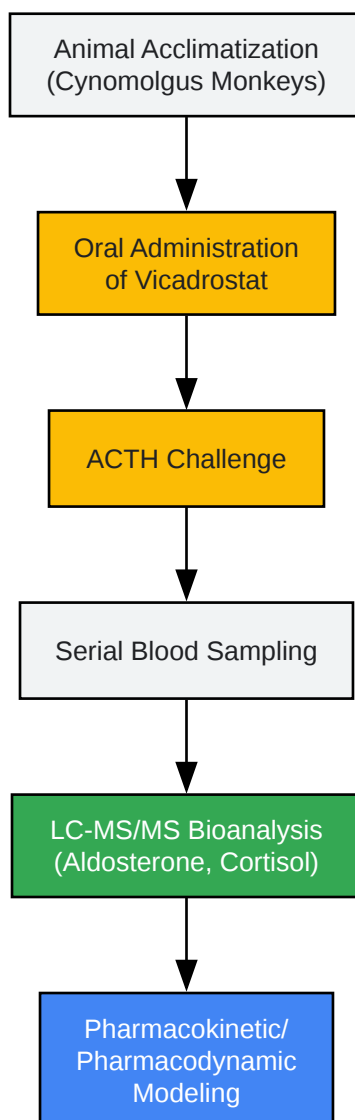 Animal Acclimatization
(Cynomolgus Monkeys)
Oral Administration
of Vicadrostat
ACTH Challenge
Serial Blood Sampling
LC-MS/MS Bioanalysis
(Aldosterone, Cortisol)
Pharmacokinetic/
Pharmacodynamic
Modeling